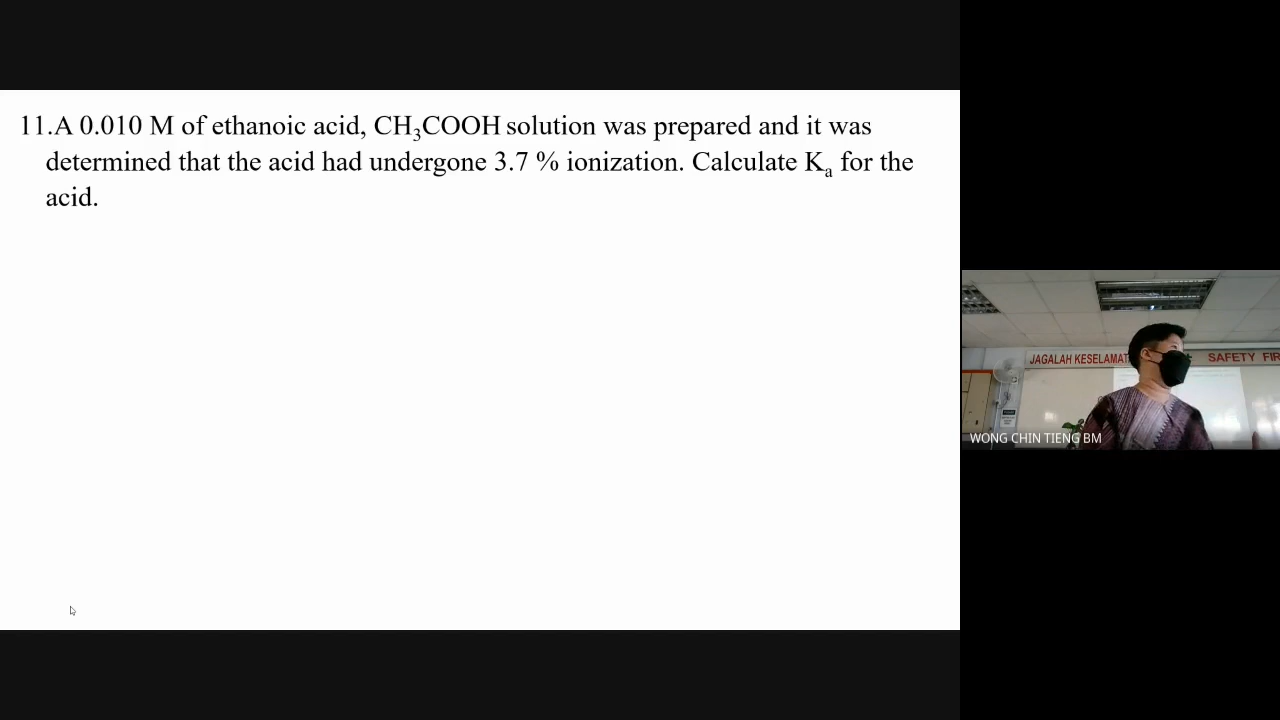 11.A 0.010 M of ethanoic acid, CH₃COOH solution was prepared and it was
determined that the acid had undergone 3.7 % ionization. Calculate Kₐ for the
acid.
JAGALAH KESELAMAT
SAFETY FIR
WONG CHIN TIENG BM